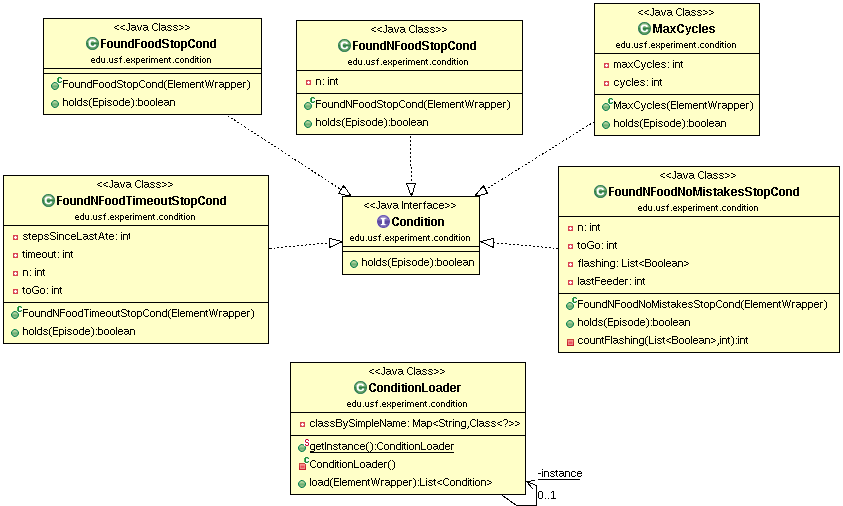 <<Java Class>>
FoundFoodStopCond
edu.usf.experiment.condition
FoundFoodStopCond(ElementWrapper)
holds(Episode):boolean
<<Java Class>>
FoundNFoodStopCond
edu.usf.experiment.condition
n: int
FoundNFoodStopCond(ElementWrapper)
holds(Episode):boolean
<<Java Class>>
MaxCycles
edu.usf.experiment.condition
maxCycles: int
cycles: int
MaxCycles(ElementWrapper)
holds(Episode):boolean
<<Java Class>>
FoundNFoodTimeoutStopCond
edu.usf.experiment.condition
stepsSinceLastAte: int
timeout: int
n: int
toGo: int
FoundNFoodTimeoutStopCond(ElementWrapper)
holds(Episode):boolean
<<Java Interface>>
Condition
edu.usf.experiment.condition
holds(Episode):boolean
<<Java Class>>
FoundNFoodNoMistakesStopCond
edu.usf.experiment.condition
n: int
toGo: int
flashing: List<Boolean>
lastFeeder: int
FoundNFoodNoMistakesStopCond(ElementWrapper)
holds(Episode):boolean
countFlashing(List<Boolean>,int):int
<<Java Class>>
ConditionLoader
edu.usf.experiment.condition
classBySimpleName: Map<String,Class<?>>
getInstance():ConditionLoader
ConditionLoader()
load(ElementWrapper):List<Condition>
-instance
0..1